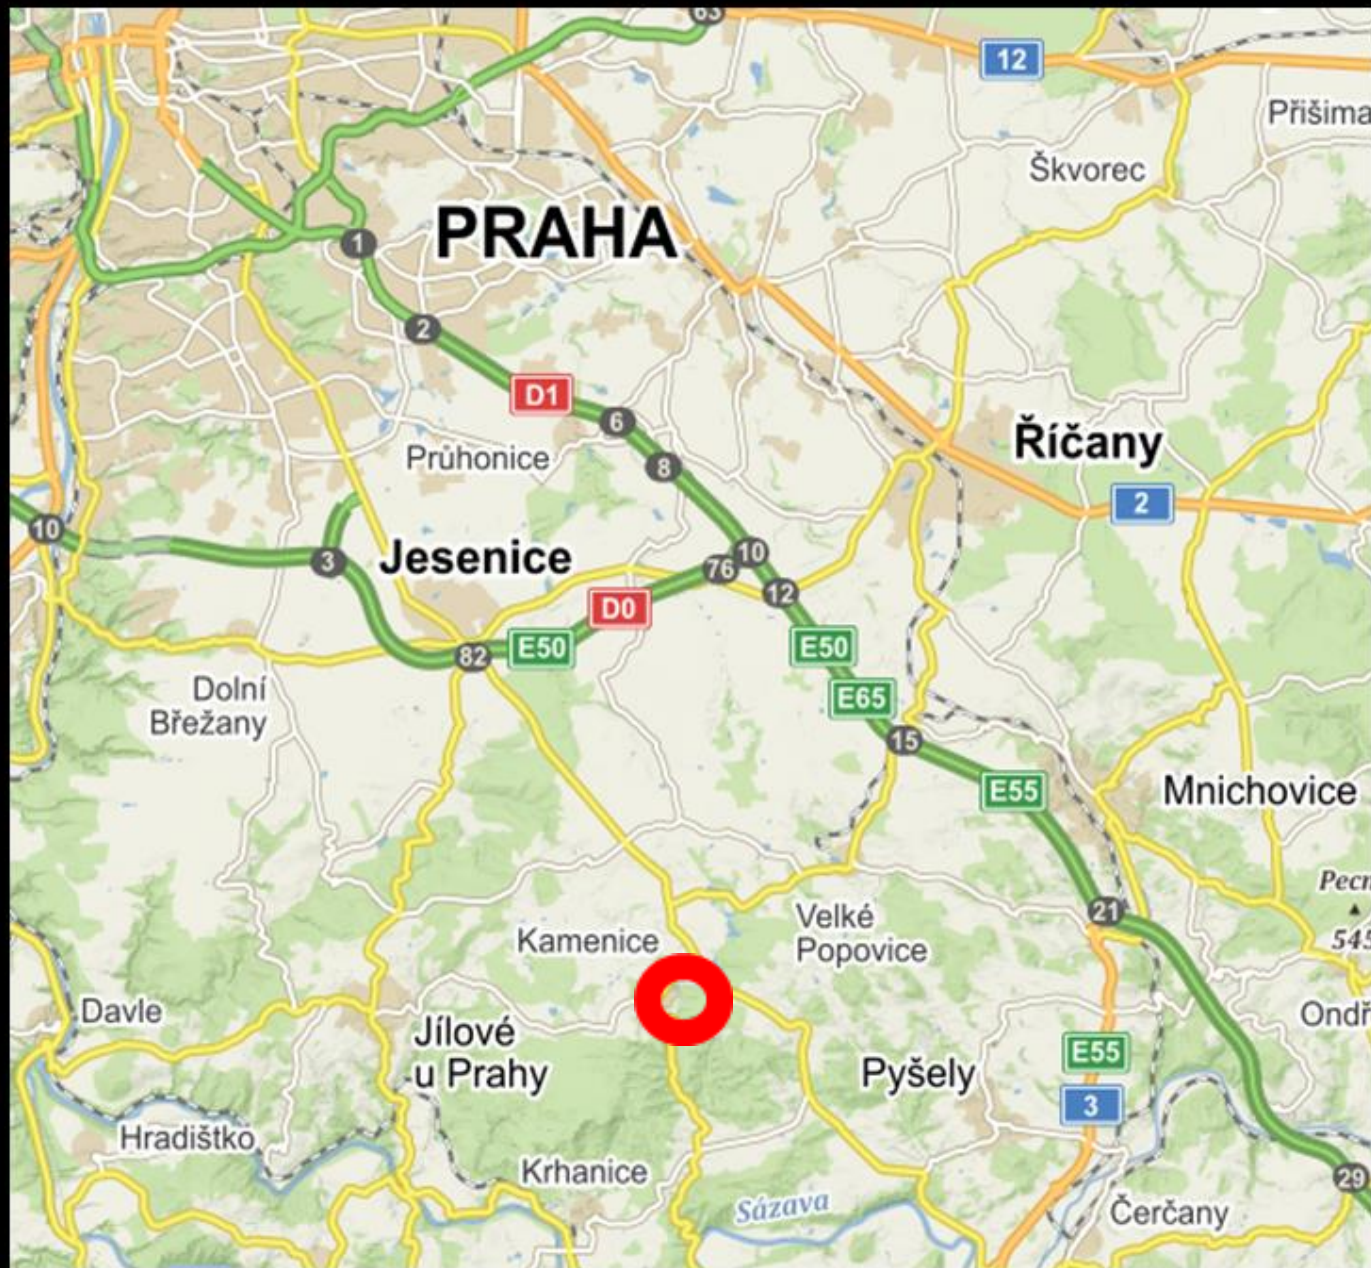 63
12
Přišima
Škvorec
PRAHA
1
2
D1
6
Průhonice
8
Říčany
2
10
3
Jesenice
76
10
12
D0
82
E50
E50
Dolní
Břežany
E65
15
E55
Mnichovice
Pecn
545
21
Velké
Popovice
Kamenice
Davle
Ondř
Jílové
u Prahy
Pyšely
E55
3
Hradištko
Krhanice
29
Sázava
Čerčany